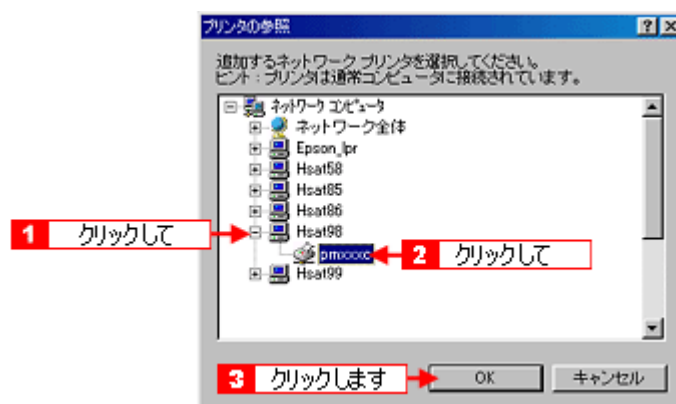 プリンタの参照
追加するネットワーク プリンタを選択してください。
ヒント：プリンタは通常コンピュータに接続されています。
ネットワーク コンピュータ
ネットワーク全体
Epson_lpr
Hsat58
Hsat85
Hsat86
1 クリックして
Hsat98
pmxxxc
2 クリックして
Hsat99
3 クリックします
OK
キャンセル